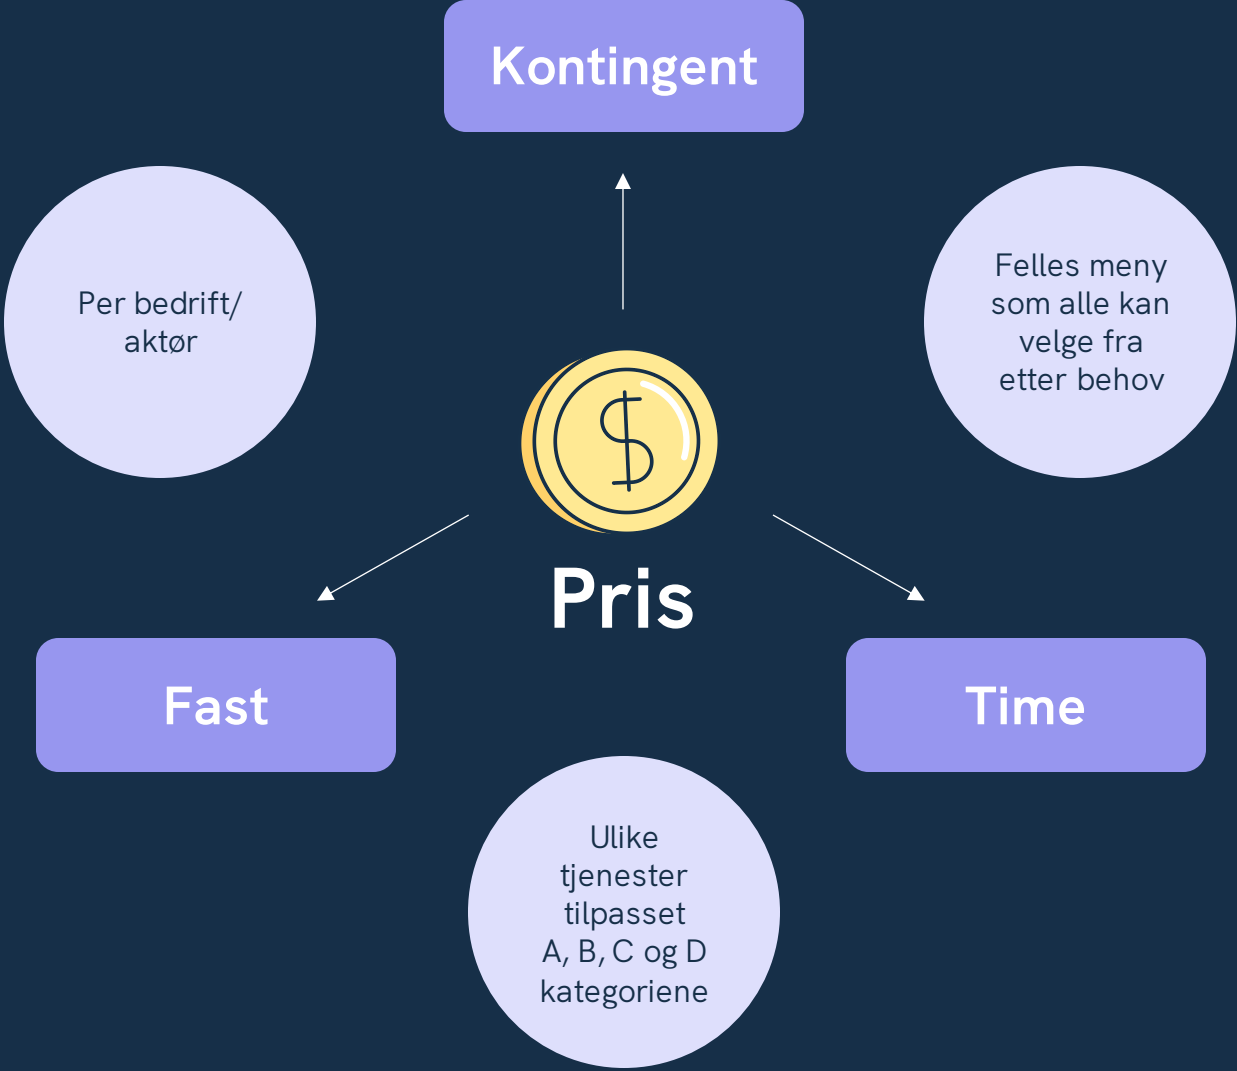 Kontingent
Per bedrift/
aktør
Felles meny
som alle kan
velge fra
etter behov
$
Pris
Fast
Time
Ulike
tjenester
tilpasset
A, B, C og D
kategoriene